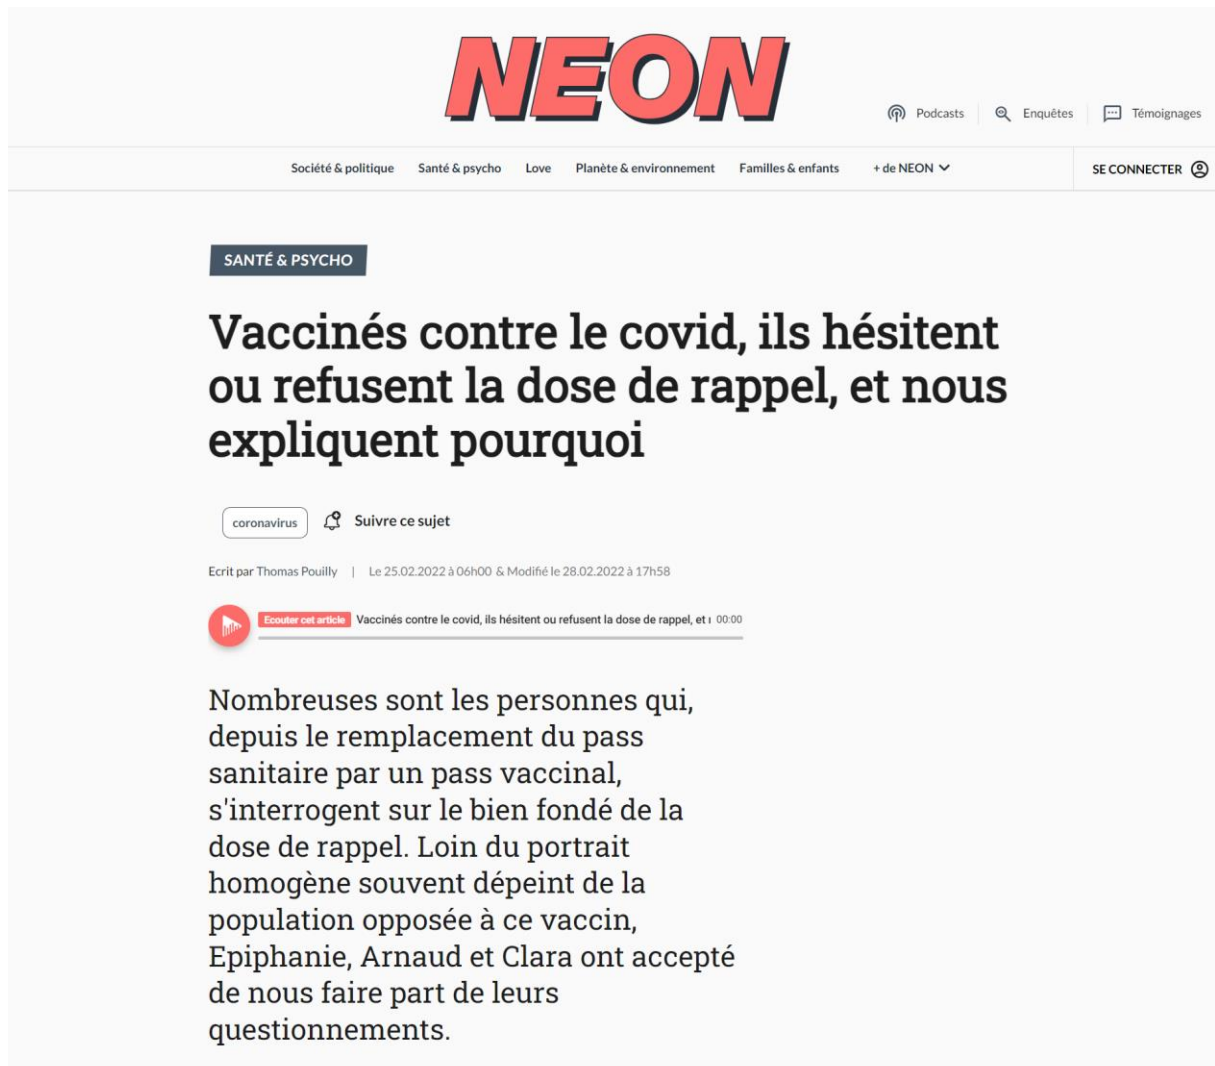 NEON
Podcasts
Enquêtes
Témoignages
Société & politique
Santé & psycho
Love
Planète & environnement
Familles & enfants
+ de NEON
SE CONNECTER
SANTÉ & PSYCHO
Vaccinés contre le covid, ils hésitent
ou refusent la dose de rappel, et nous
expliquent pourquoi
coronavirus
Suivre ce sujet
Ecrit par Thomas Pouilly | Le 25.02.2022 à 06h00 & Modifié le 28.02.2022 à 17h58
Ecouter cet article Vaccinés contre le covid, ils hésitent ou refusent la dose de rappel, et 00:00
Nombreuses sont les personnes qui,
depuis le remplacement du pass
sanitaire par un pass vaccinal,
s'interrogent sur le bien fondé de la
dose de rappel. Loin du portrait
homogène souvent dépeint de la
population opposée à ce vaccin,
Epiphanie, Arnaud et Clara ont accepté
de nous faire part de leurs
questionnements.